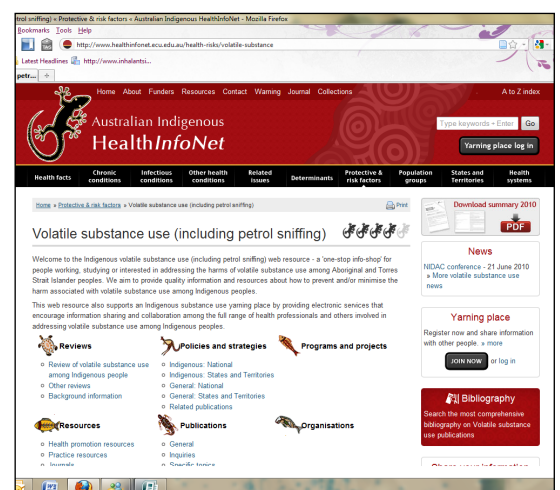 trol sniffing) « Protective & risk factors « Australian Indigenous HealthInfoNet - Mozilla Firefox
Bookmarks Tools Help
http://www.healthinfonet.ecu.edu.au/health-risks/volatile-substance
Latest Headlines http://www.inhalantsi...
petr...
Home About Funders Resources Contact Warning Journal Collections A to Z index
Australian Indigenous
HealthInfoNet
Type keywords + Enter Go
Yarning place log in
Health facts Chronic conditions Infectious conditions Other health conditions Related issues Determinants Protective & risk factors Population groups States and Territories Health systems
Home » Protective & risk factors » Volatile substance use (including petrol sniffing) Print
Volatile substance use (including petrol sniffing)
Welcome to the Indigenous volatile substance use (including petrol sniffing) web resource - a 'one-stop info-shop' for
people working, studying or interested in addressing the harms of volatile substance use among Aboriginal and Torres
Strait Islander peoples. We aim to provide quality information and resources about how to prevent and/or minimise the
harm associated with volatile substance use among Indigenous peoples.
This web resource also supports an Indigenous substance use yarning place by providing electronic services that
encourage information sharing and collaboration among the full range of health professionals and others involved in
addressing volatile substance use among Indigenous peoples.
Reviews
Review of volatile substance use
among Indigenous people
Other reviews
Background information
Policies and strategies
Indigenous: National
Indigenous: States and Territories
General: National
General: States and Territories
Related publications
Programs and projects
Resources
Health promotion resources
Practice resources
Journals
Publications
General
Inquiries
Specific topics
Organisations
Download summary 2010
PDF
News
NIDAC conference - 21 June 2010
» More volatile substance use
news
Yarning place
Register now and share information
with other people. » more
JOIN NOW or log in
Bibliography
Search the most comprehensive
bibliography on Volatile substance
use publications
Share your information